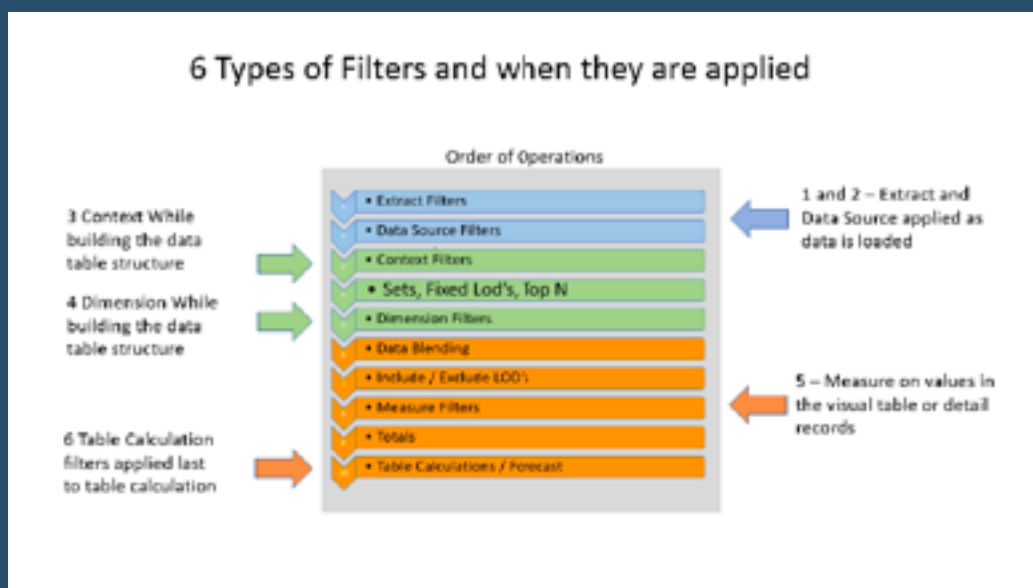 6 Types of Filters and when they are applied
Order of Operations
3 Context While
building the data
table structure
4 Dimension While
building the data
table structure
6 Table Calculation
filters applied last
to table calculation
• Extract Filters
• Data Source Filters
• Context Filters
• Sets, Fixed Lod's, Top N
• Dimension Filters
• Data Blending
• Include / Exclude LOD's
• Measure Filters
• Totals
• Table Calculations / Forecast
1 and 2 – Extract and
Data Source applied as
data is loaded
5 – Measure on values in
the visual table or detail
records